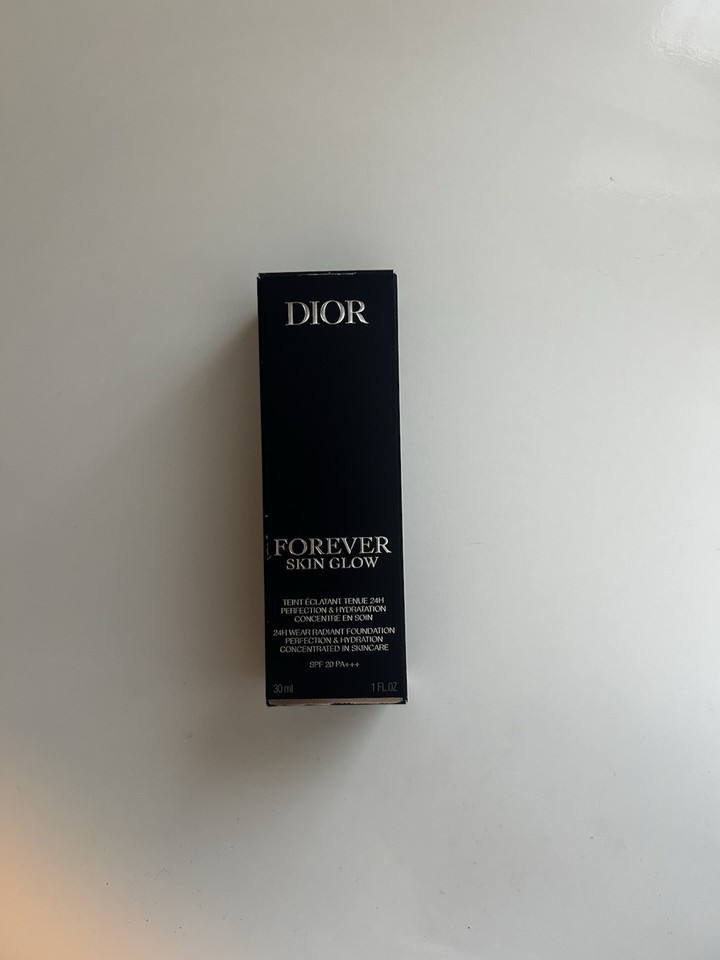 DIOR
FOREVER
SKIN GLOW
TEINT ÉCLATANT TENUE 24H
PERFECTION & HYDRATATION
CONCENTRÉ EN SOIN
24H WEAR RADIANT FOUNDATION
PERFECTION & HYDRATION
CONCENTRATED IN SKINCARE
SPF 20 PA+++
30 ml 1 FL.OZ